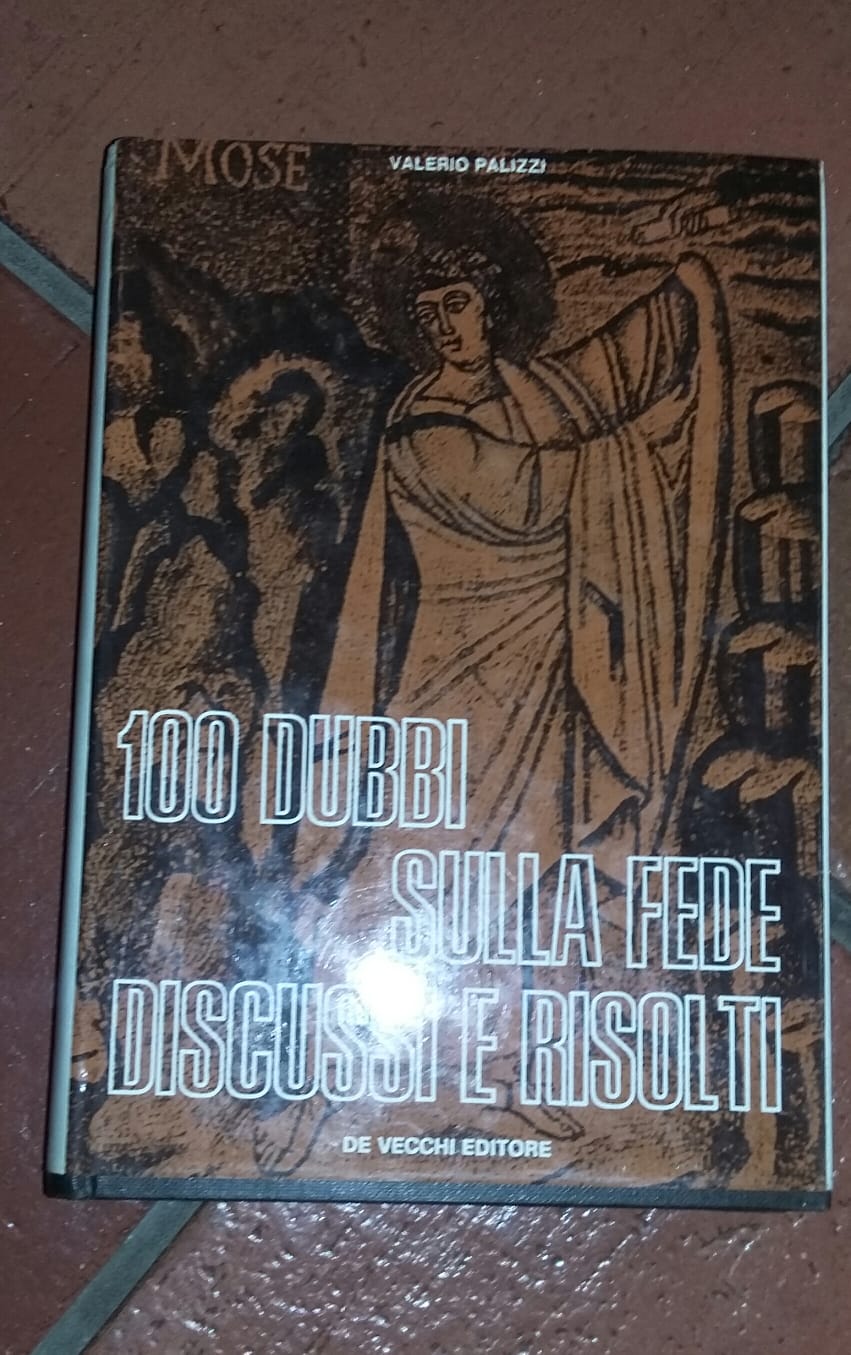 MOSE
VALERIO PALIZZI
100 DUBBI
SULLA FEDE
DISCUSSI E RISOLTI
DE VECCHI EDITORE